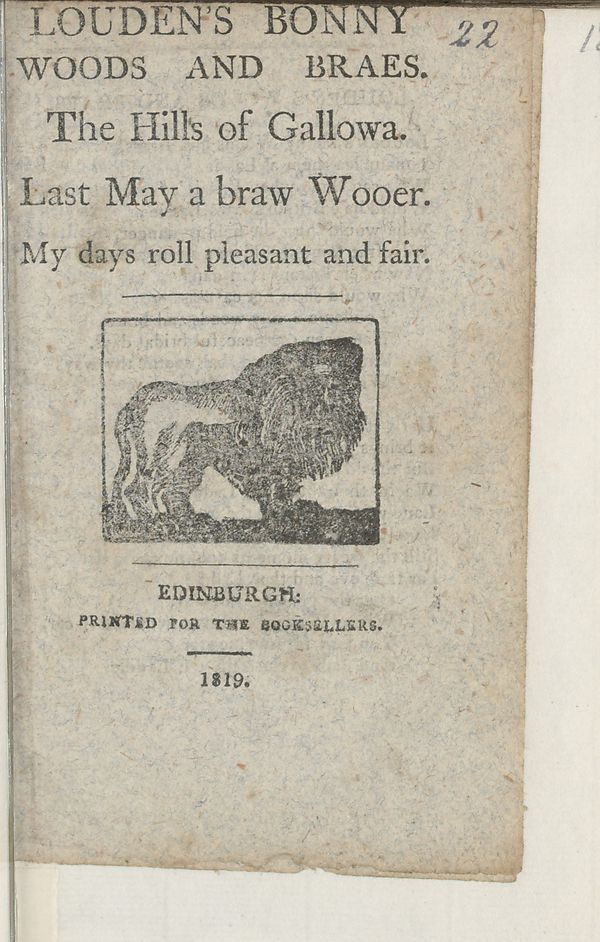 LOUDEN'S BONNY
22
WOODS AND BRAES.
The Hills of Gallowa.
Last May a braw Wooer.
My days roll pleasant and fair.
EDINBURGH:
PRINTED FOR THE BOOKSELLERS.
1819.